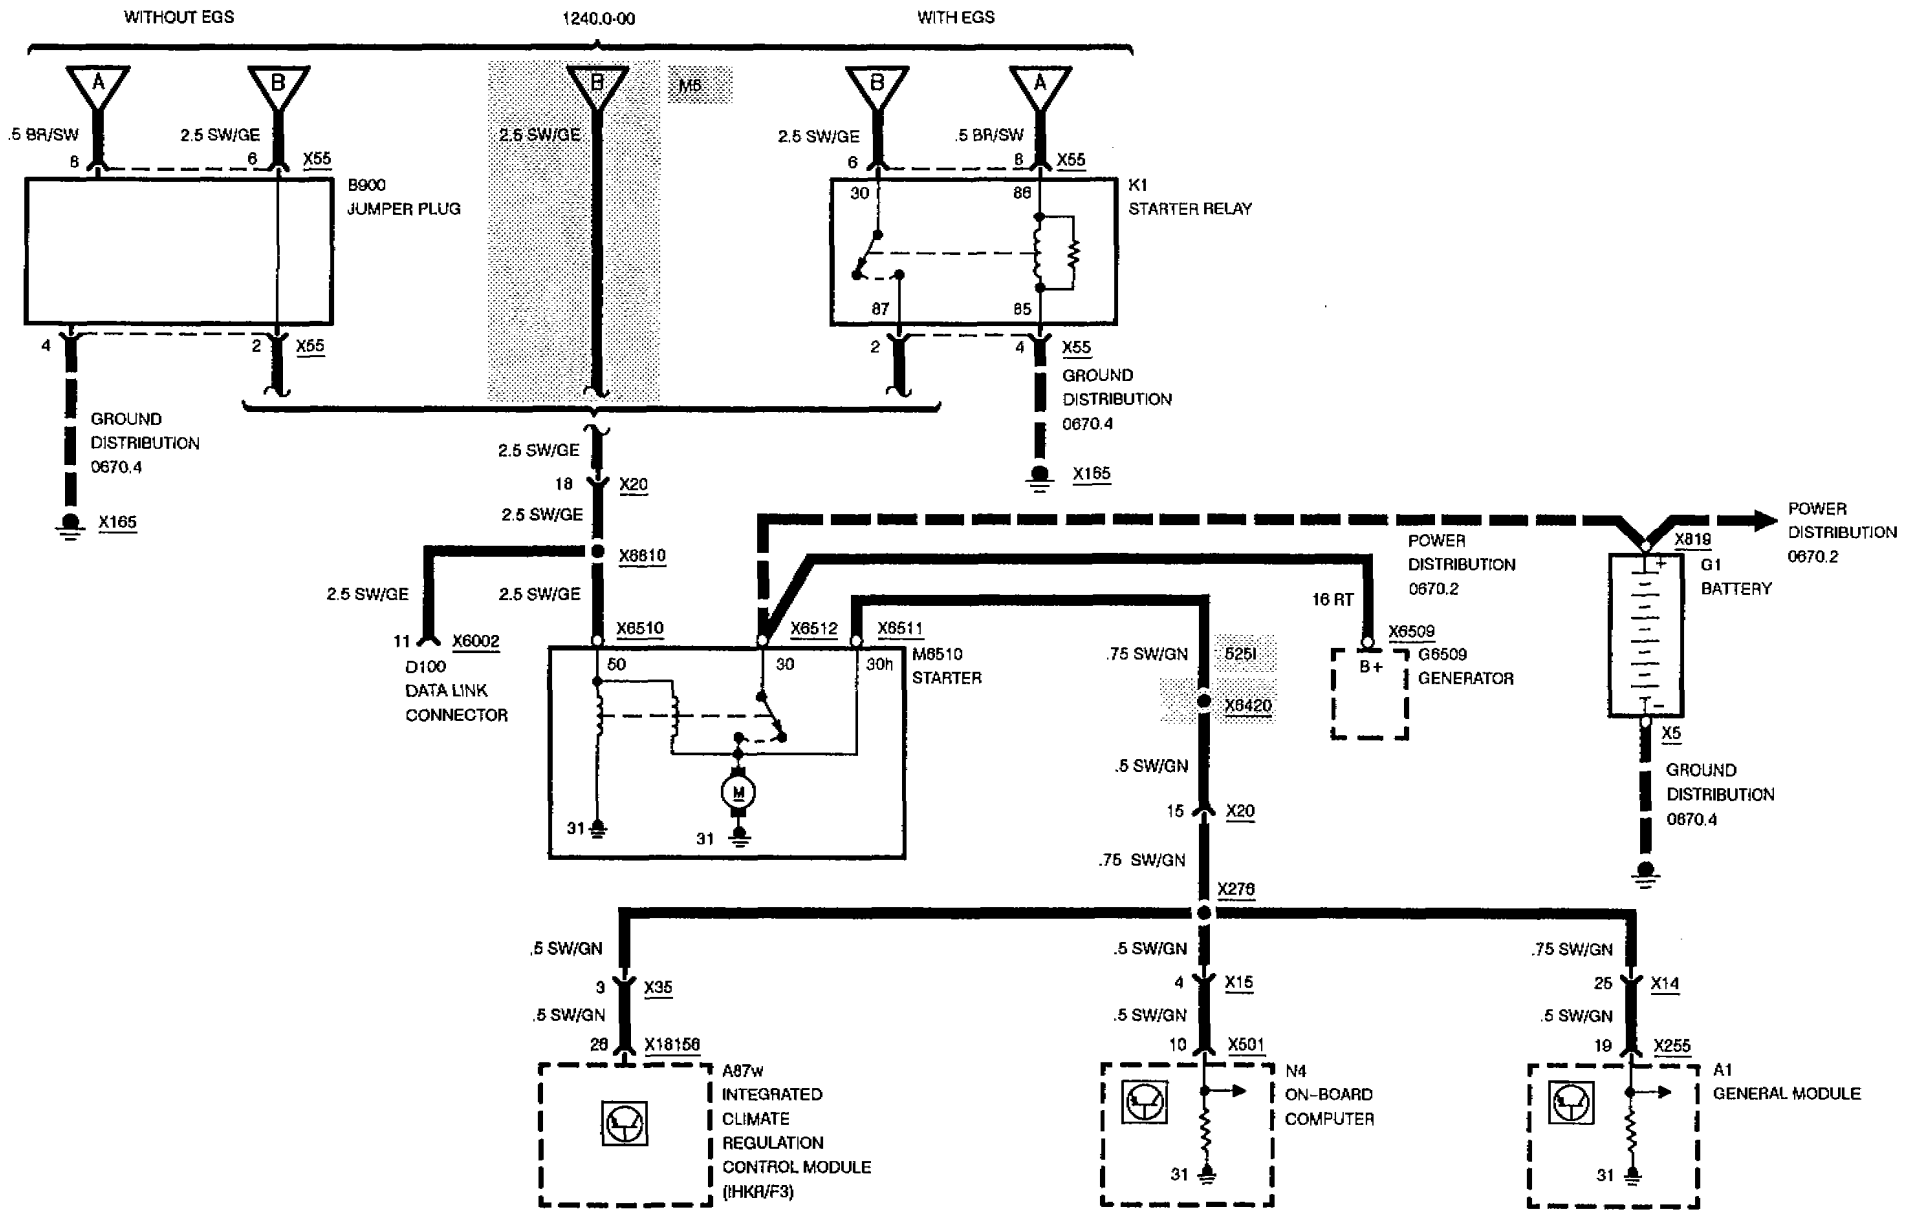 WITHOUT EGS
1240.0-00
WITH EGS
A
B
B
M5
B
A
.5 BR/SW
2.5 SW/GE
2.5 SW/GE
2.5 SW/GE
.5 BR/SW
8
6
X55
6
8
X55
B900
JUMPER PLUG
30
86
K1
STARTER RELAY
87
85
4
2
X55
2
4
X55
GROUND
DISTRIBUTION
0670.4
GROUND
DISTRIBUTION
0670.4
2.5 SW/GE
18
X20
X165
X165
2.5 SW/GE
POWER
DISTRIBUTION
0670.2
X6810
POWER
DISTRIBUTION
0670.2
X819
+
G1
BATTERY
2.5 SW/GE
2.5 SW/GE
16 RT
11
X6002
D100
DATA LINK
CONNECTOR
X6510
X6512
X6511
X6509
50
30
30h
M6510
STARTER
.75 SW/GN
525I
B+
G6509
GENERATOR
X6420
−
X5
M
31
31
.5 SW/GN
GROUND
DISTRIBUTION
0670.4
15
X20
.75 SW/GN
X276
.5 SW/GN
.5 SW/GN
.75 SW/GN
3
X35
4
X15
25
X14
.5 SW/GN
.5 SW/GN
.5 SW/GN
26
X18156
10
X501
19
X255
A87w
INTEGRATED
CLIMATE
REGULATION
CONTROL MODULE
(IHKR/F3)
N4
ON-BOARD
COMPUTER
31
A1
GENERAL MODULE
31